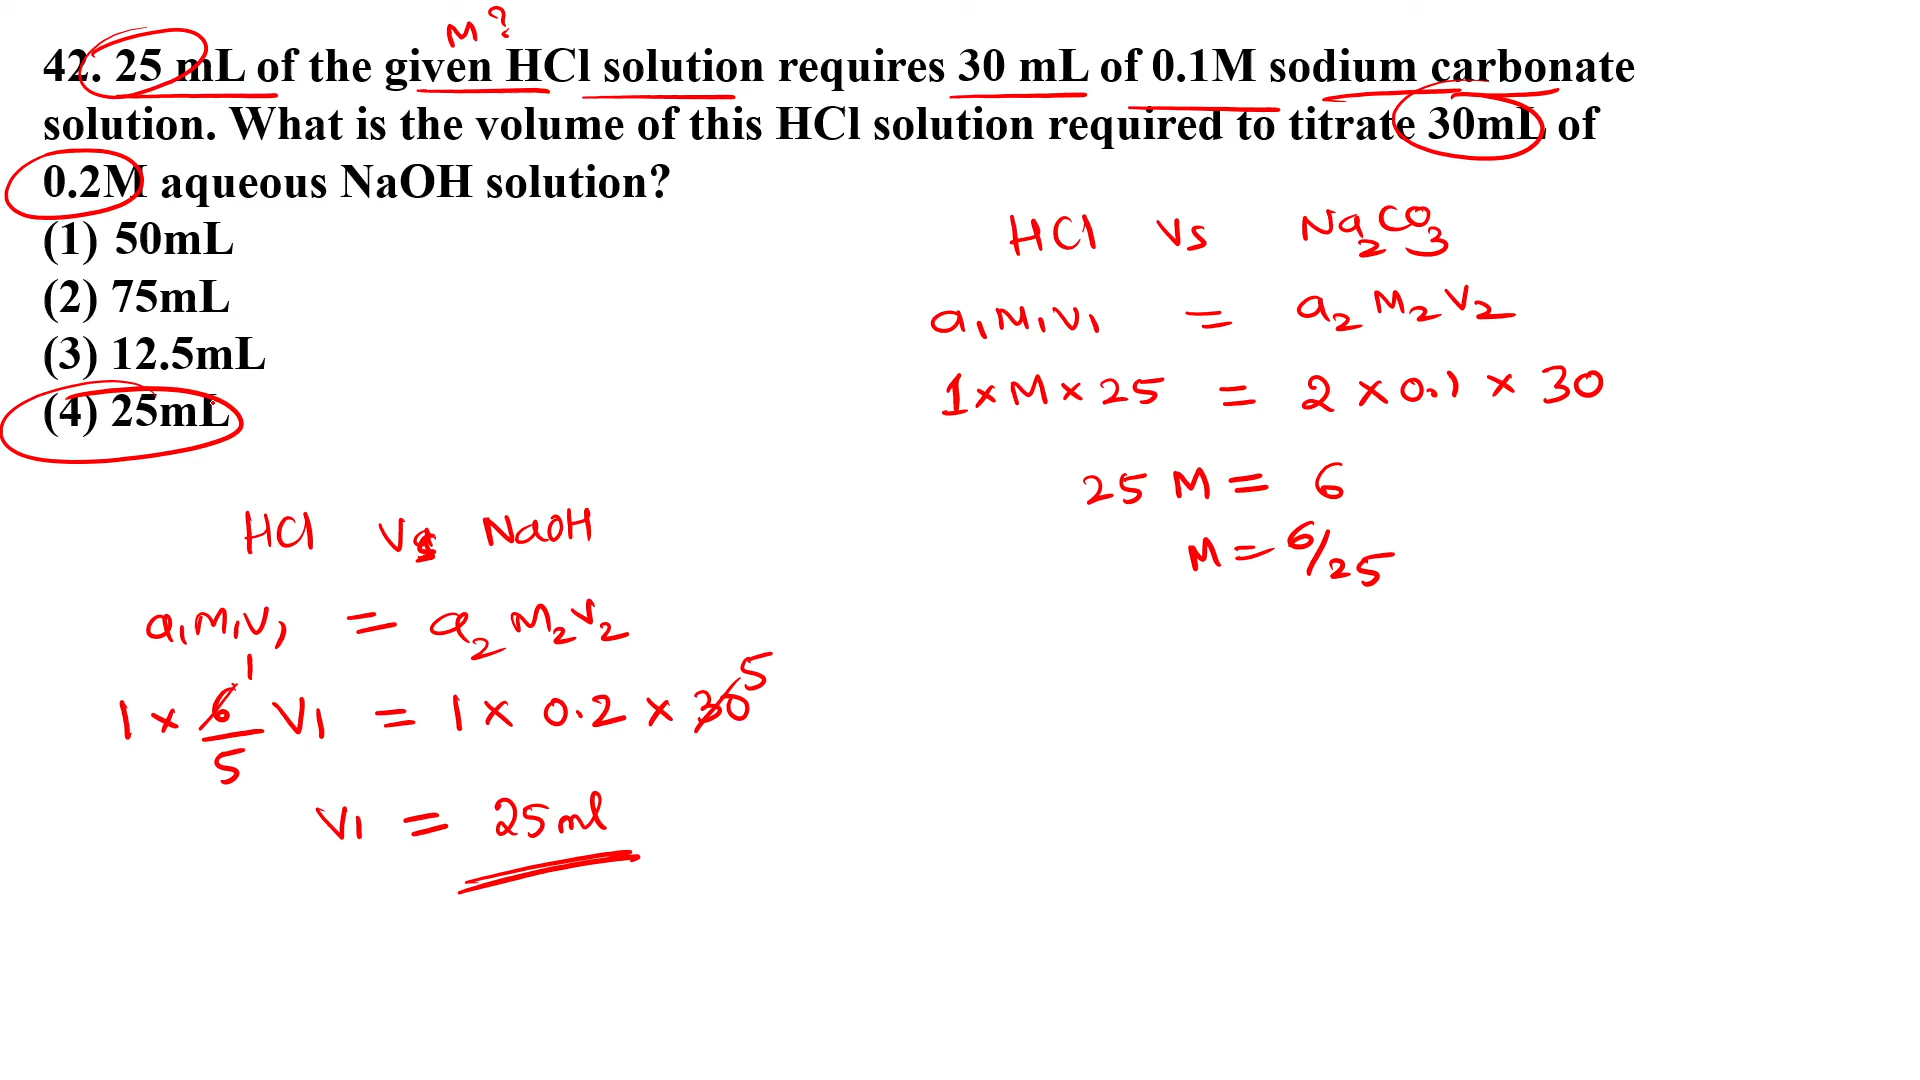 M ?
42. 25 mL of the given HCl solution requires 30 mL of 0.1M sodium carbonate
solution. What is the volume of this HCl solution required to titrate 30mL of
0.2M aqueous NaOH solution?
(1) 50mL
(2) 75mL
(3) 12.5mL
(4) 25mL
HCl Vs Na₂CO₃
a₁M₁V₁ = a₂M₂V₂
1 × M × 25 = 2 × 0.1 × 30
25 M = 6
M = 6/25
HCl Vs NaOH
a₁M₁V₁ = a₂M₂V₂
1
5
1 × 6 V1 = 1 × 0.2 × 30
5
V1 = 25ml